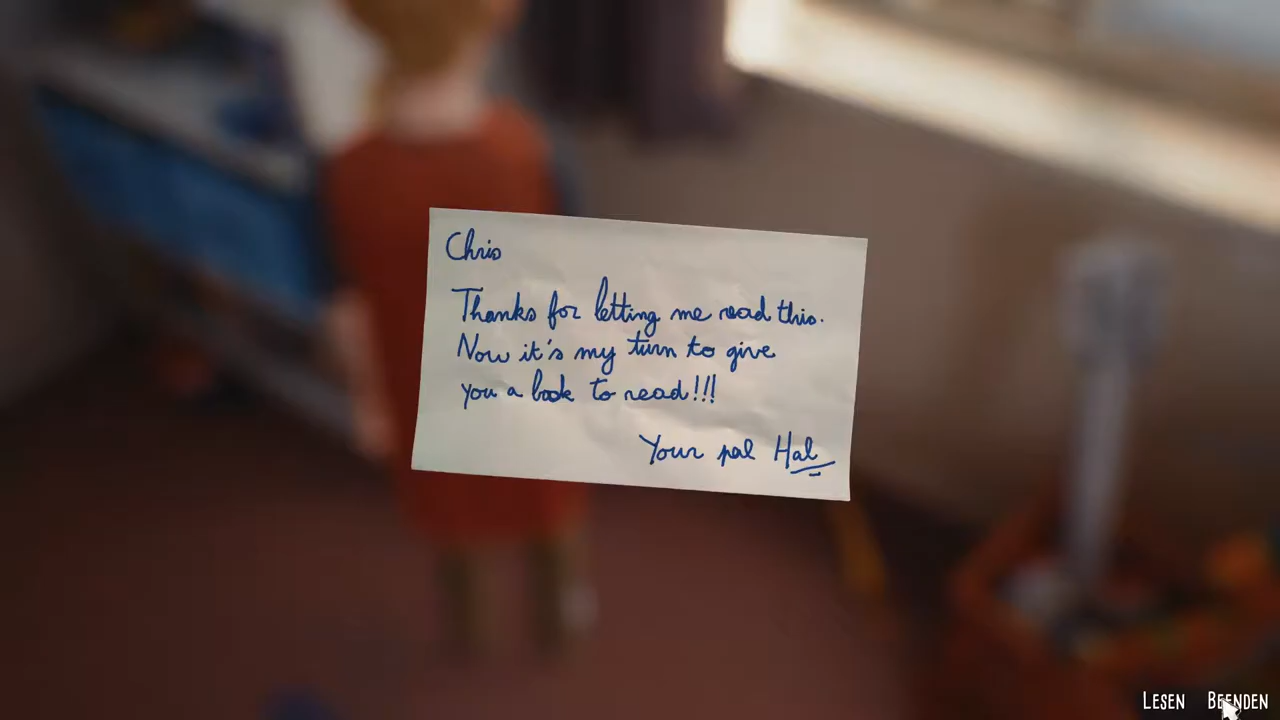 Chris
Thanks for letting me read this.
Now it's my turn to give
you a book to read!!!
Your pal Hal
LESEN BEENDEN